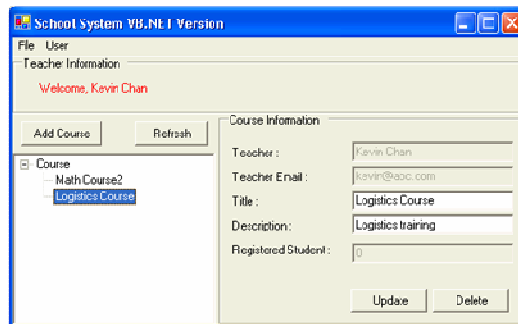 School System VB.NET Version
File User
Teacher Information
Welcome, Kevin Chan
Add Course Refresh
Course
Math Course2
Logistics Course
Course Information
Teacher : Kevin Chan
Teacher Email : kevin@abc.com
Title : Logistics Course
Description : Logistics training
Registered Student : 0
Update Delete